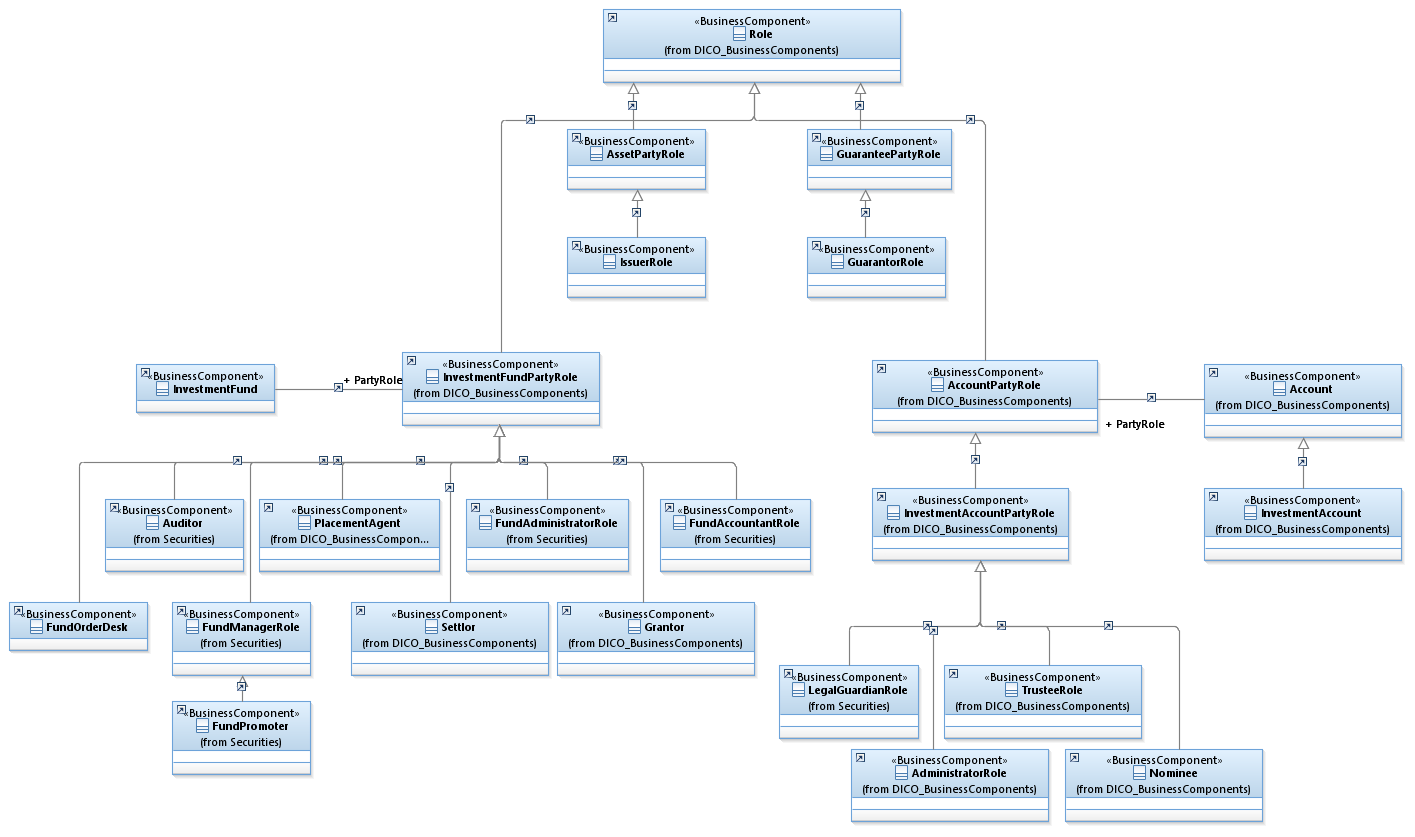 «BusinessComponent»
Role
(from DICO_BusinessComponents)
«BusinessComponent»
AssetPartyRole
«BusinessComponent»
GuaranteePartyRole
«BusinessComponent»
IssuerRole
«BusinessComponent»
GuarantorRole
«BusinessComponent»
InvestmentFund
+ PartyRole
«BusinessComponent»
InvestmentFundPartyRole
(from DICO_BusinessComponents)
«BusinessComponent»
AccountPartyRole
(from DICO_BusinessComponents)
+ PartyRole
«BusinessComponent»
Account
(from DICO_BusinessComponents)
«BusinessComponent»
Auditor
(from Securities)
«BusinessComponent»
PlacementAgent
(from DICO_BusinessCompon...
«BusinessComponent»
FundAdministratorRole
(from Securities)
«BusinessComponent»
FundAccountantRole
(from Securities)
«BusinessComponent»
InvestmentAccountPartyRole
(from DICO_BusinessComponents)
«BusinessComponent»
InvestmentAccount
(from DICO_BusinessComponents)
«BusinessComponent»
FundOrderDesk
«BusinessComponent»
FundManagerRole
(from Securities)
«BusinessComponent»
Settlor
(from DICO_BusinessComponents)
«BusinessComponent»
Grantor
(from DICO_BusinessComponents)
«BusinessComponent»
LegalGuardianRole
(from Securities)
«BusinessComponent»
TrusteeRole
(from DICO_BusinessComponents)
«BusinessComponent»
FundPromoter
(from Securities)
«BusinessComponent»
AdministratorRole
(from DICO_BusinessComponents)
«BusinessComponent»
Nominee
(from DICO_BusinessComponents)